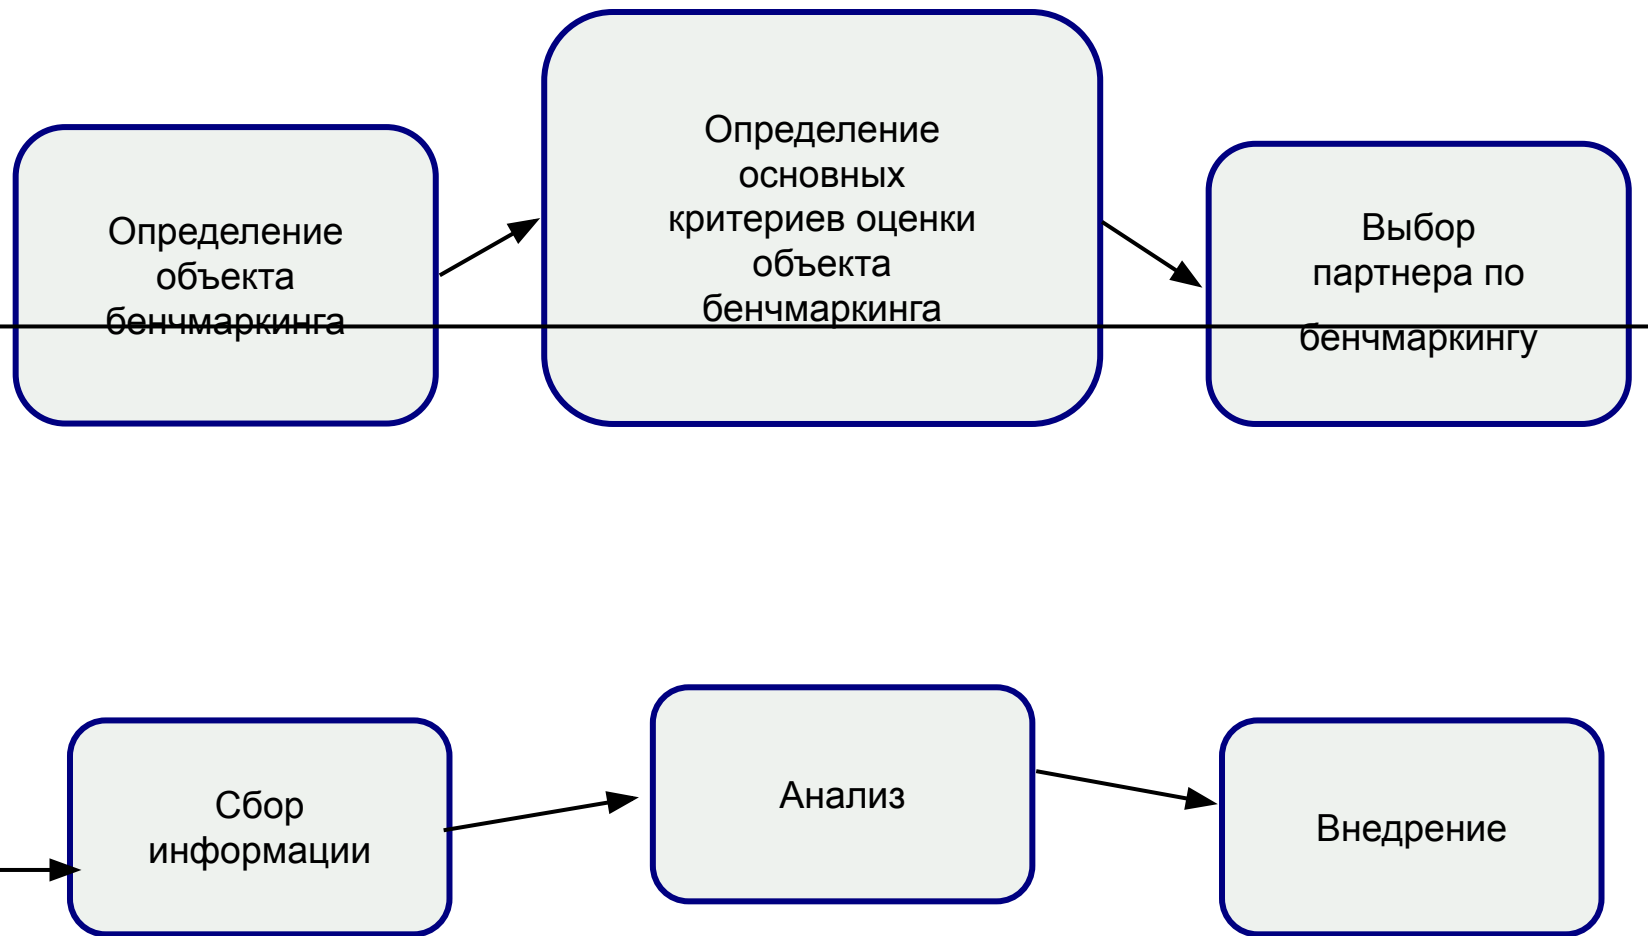 Определение
объекта
бенчмаркинга
Определение
основных
критериев оценки
объекта
бенчмаркинга
Выбор
партнера по
бенчмаркингу
Сбор
информации
Анализ
Внедрение